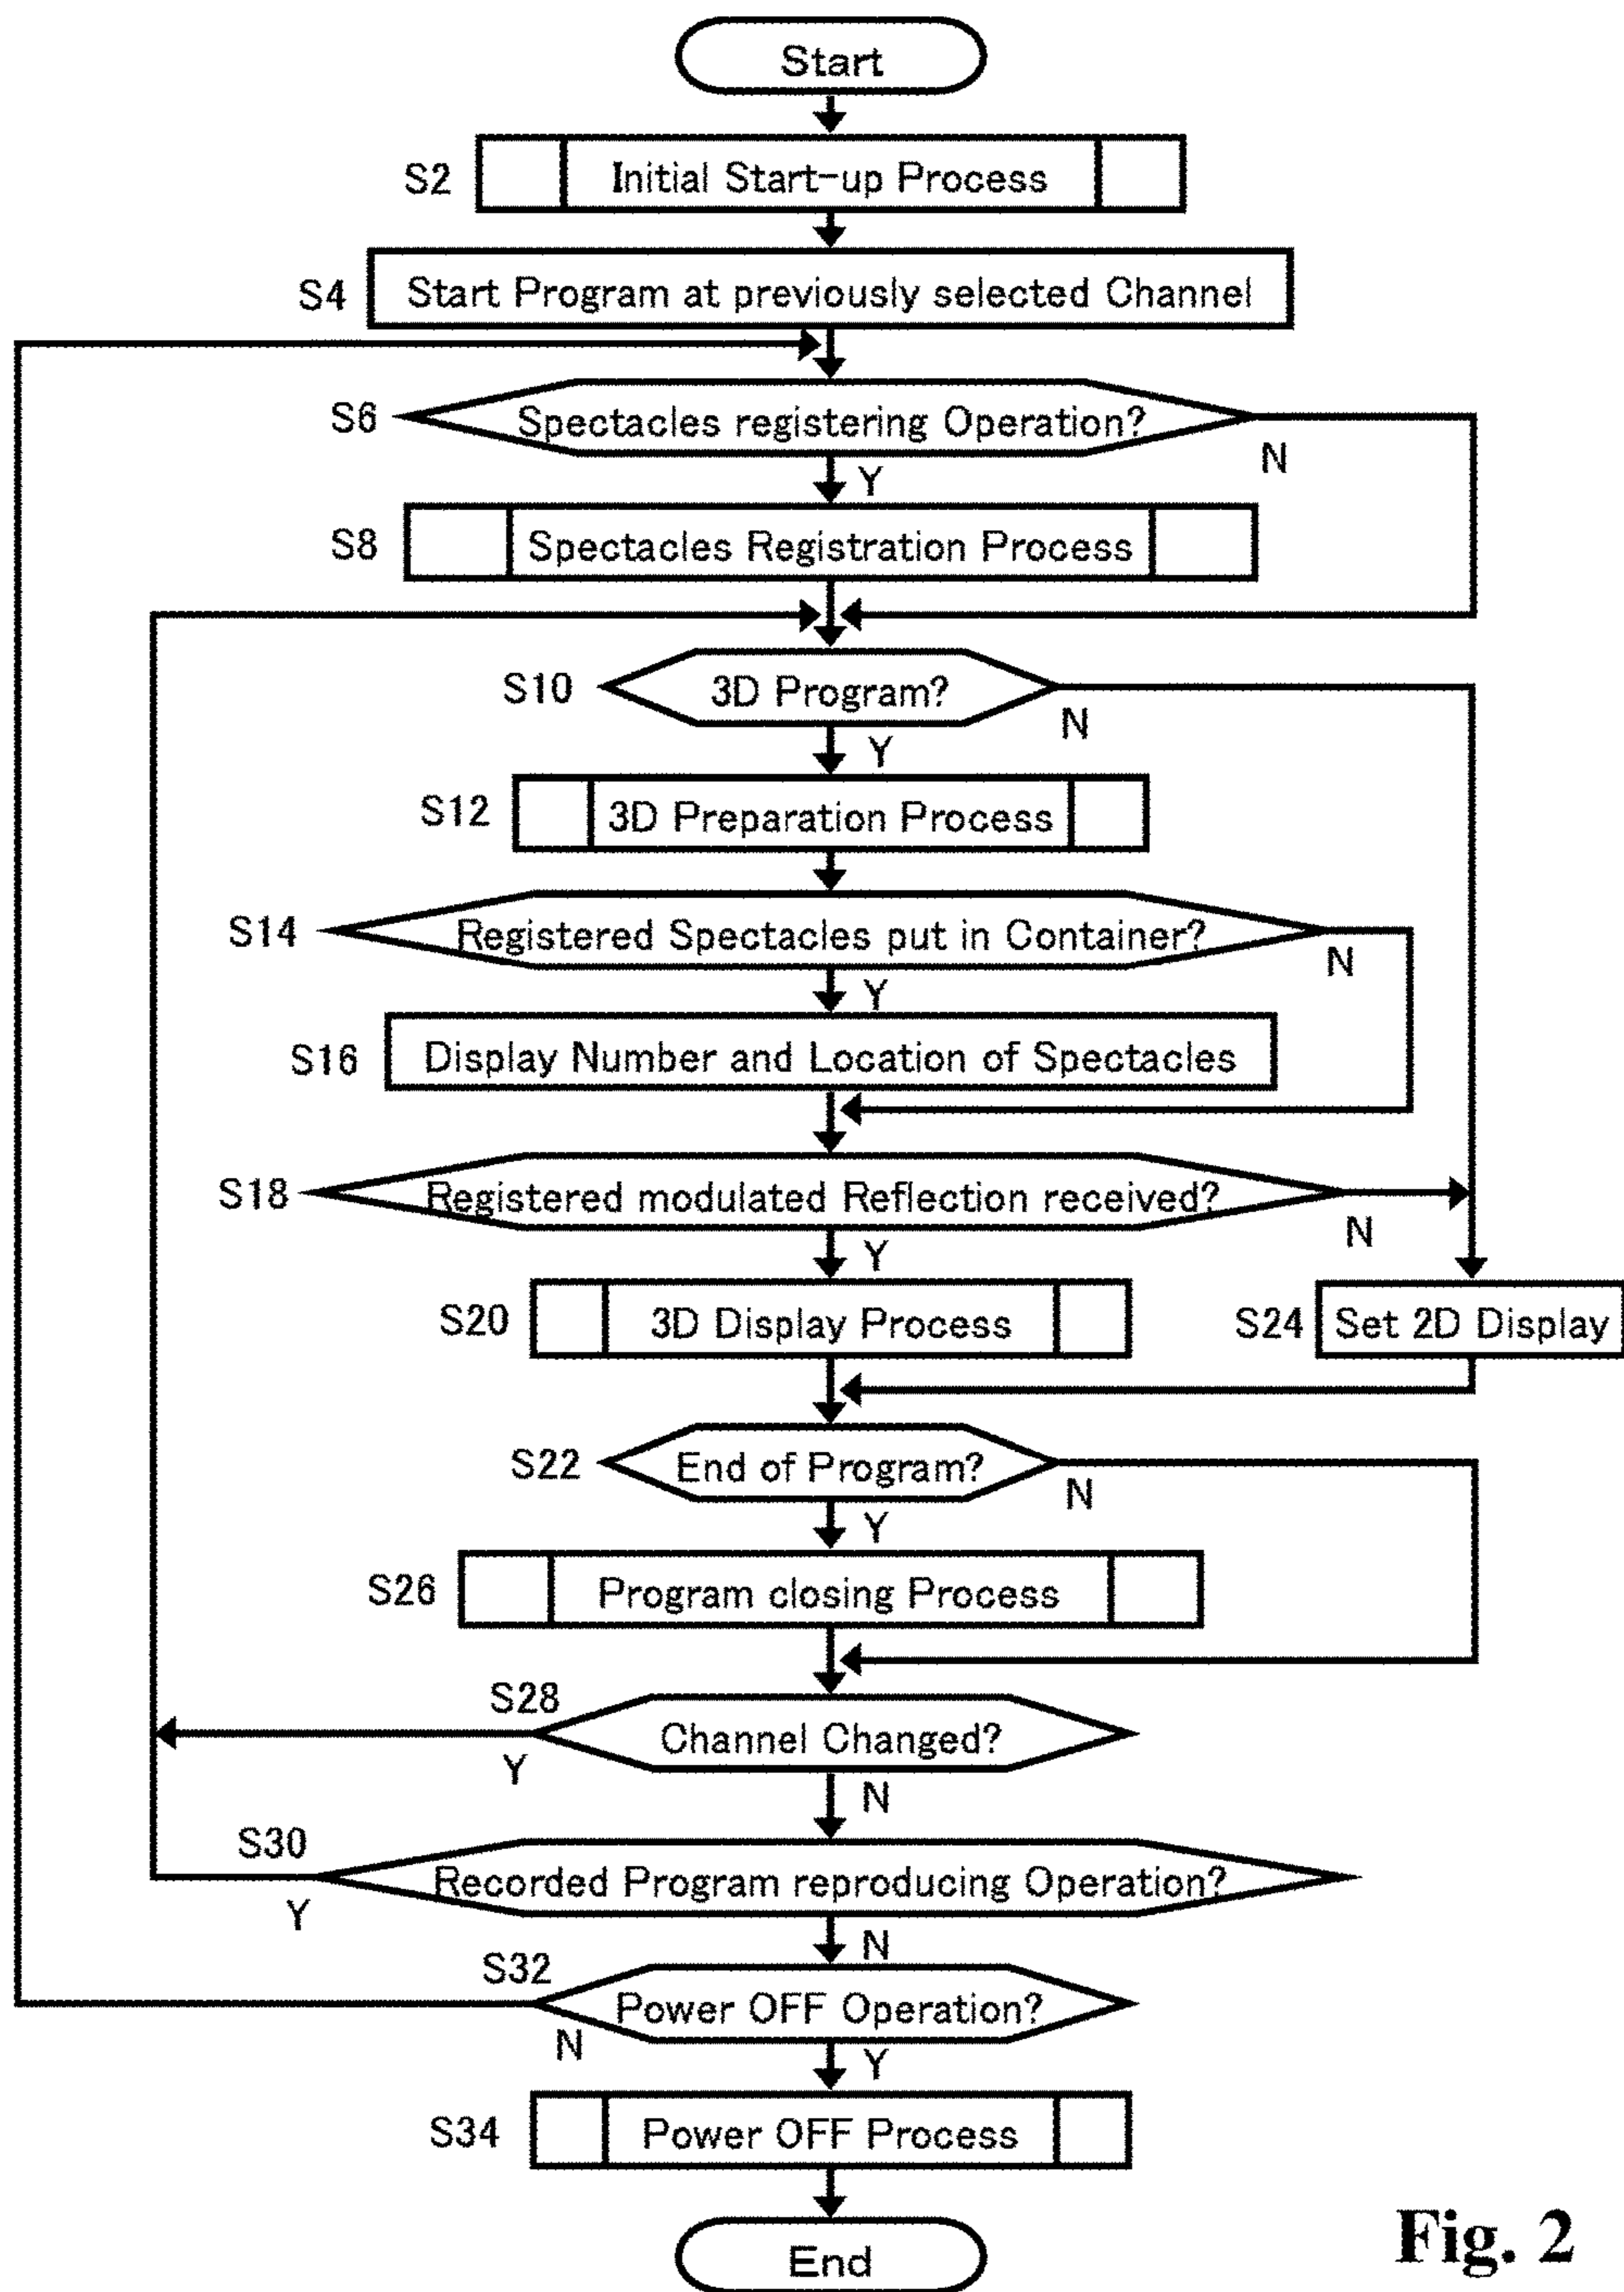 Start
S2 Initial Start-up Process
S4 Start Program at previously selected Channel
S6 Spectacles registering Operation?
N
Y
S8 Spectacles Registration Process
S10 3D Program?
N
Y
S12 3D Preparation Process
S14 Registered Spectacles put in Container?
N
Y
S16 Display Number and Location of Spectacles
S18 Registered modulated Reflection received?
N
Y
S20 3D Display Process
S24 Set 2D Display
S22 End of Program?
N
Y
S26 Program closing Process
S28 Channel Changed?
Y
N
S30 Recorded Program reproducing Operation?
Y
N
S32 Power OFF Operation?
N
Y
S34 Power OFF Process
End
Fig. 2